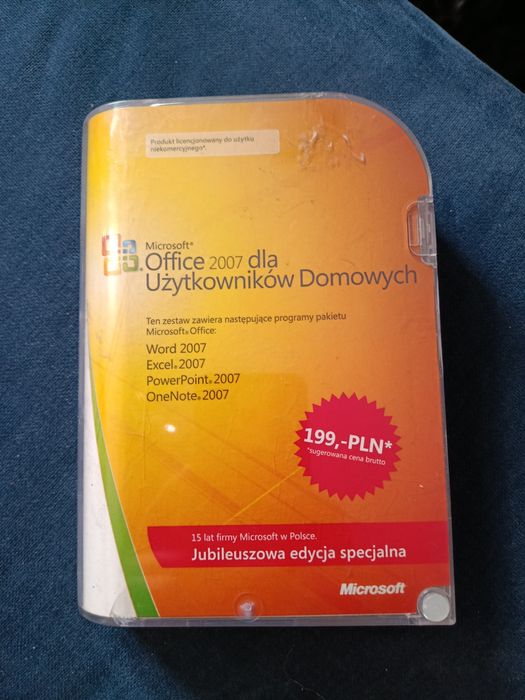 Produkt licencjonowany do użytku
niekomercyjnego*.
Microsoft®
Office 2007 dla
Użytkowników Domowych
Ten zestaw zawiera następujące programy pakietu
Microsoft® Office:
Word 2007
Excel® 2007
PowerPoint® 2007
OneNote® 2007
199,-PLN*
*sugerowana cena brutto
15 lat firmy Microsoft w Polsce.
Jubileuszowa edycja specjalna
Microsoft